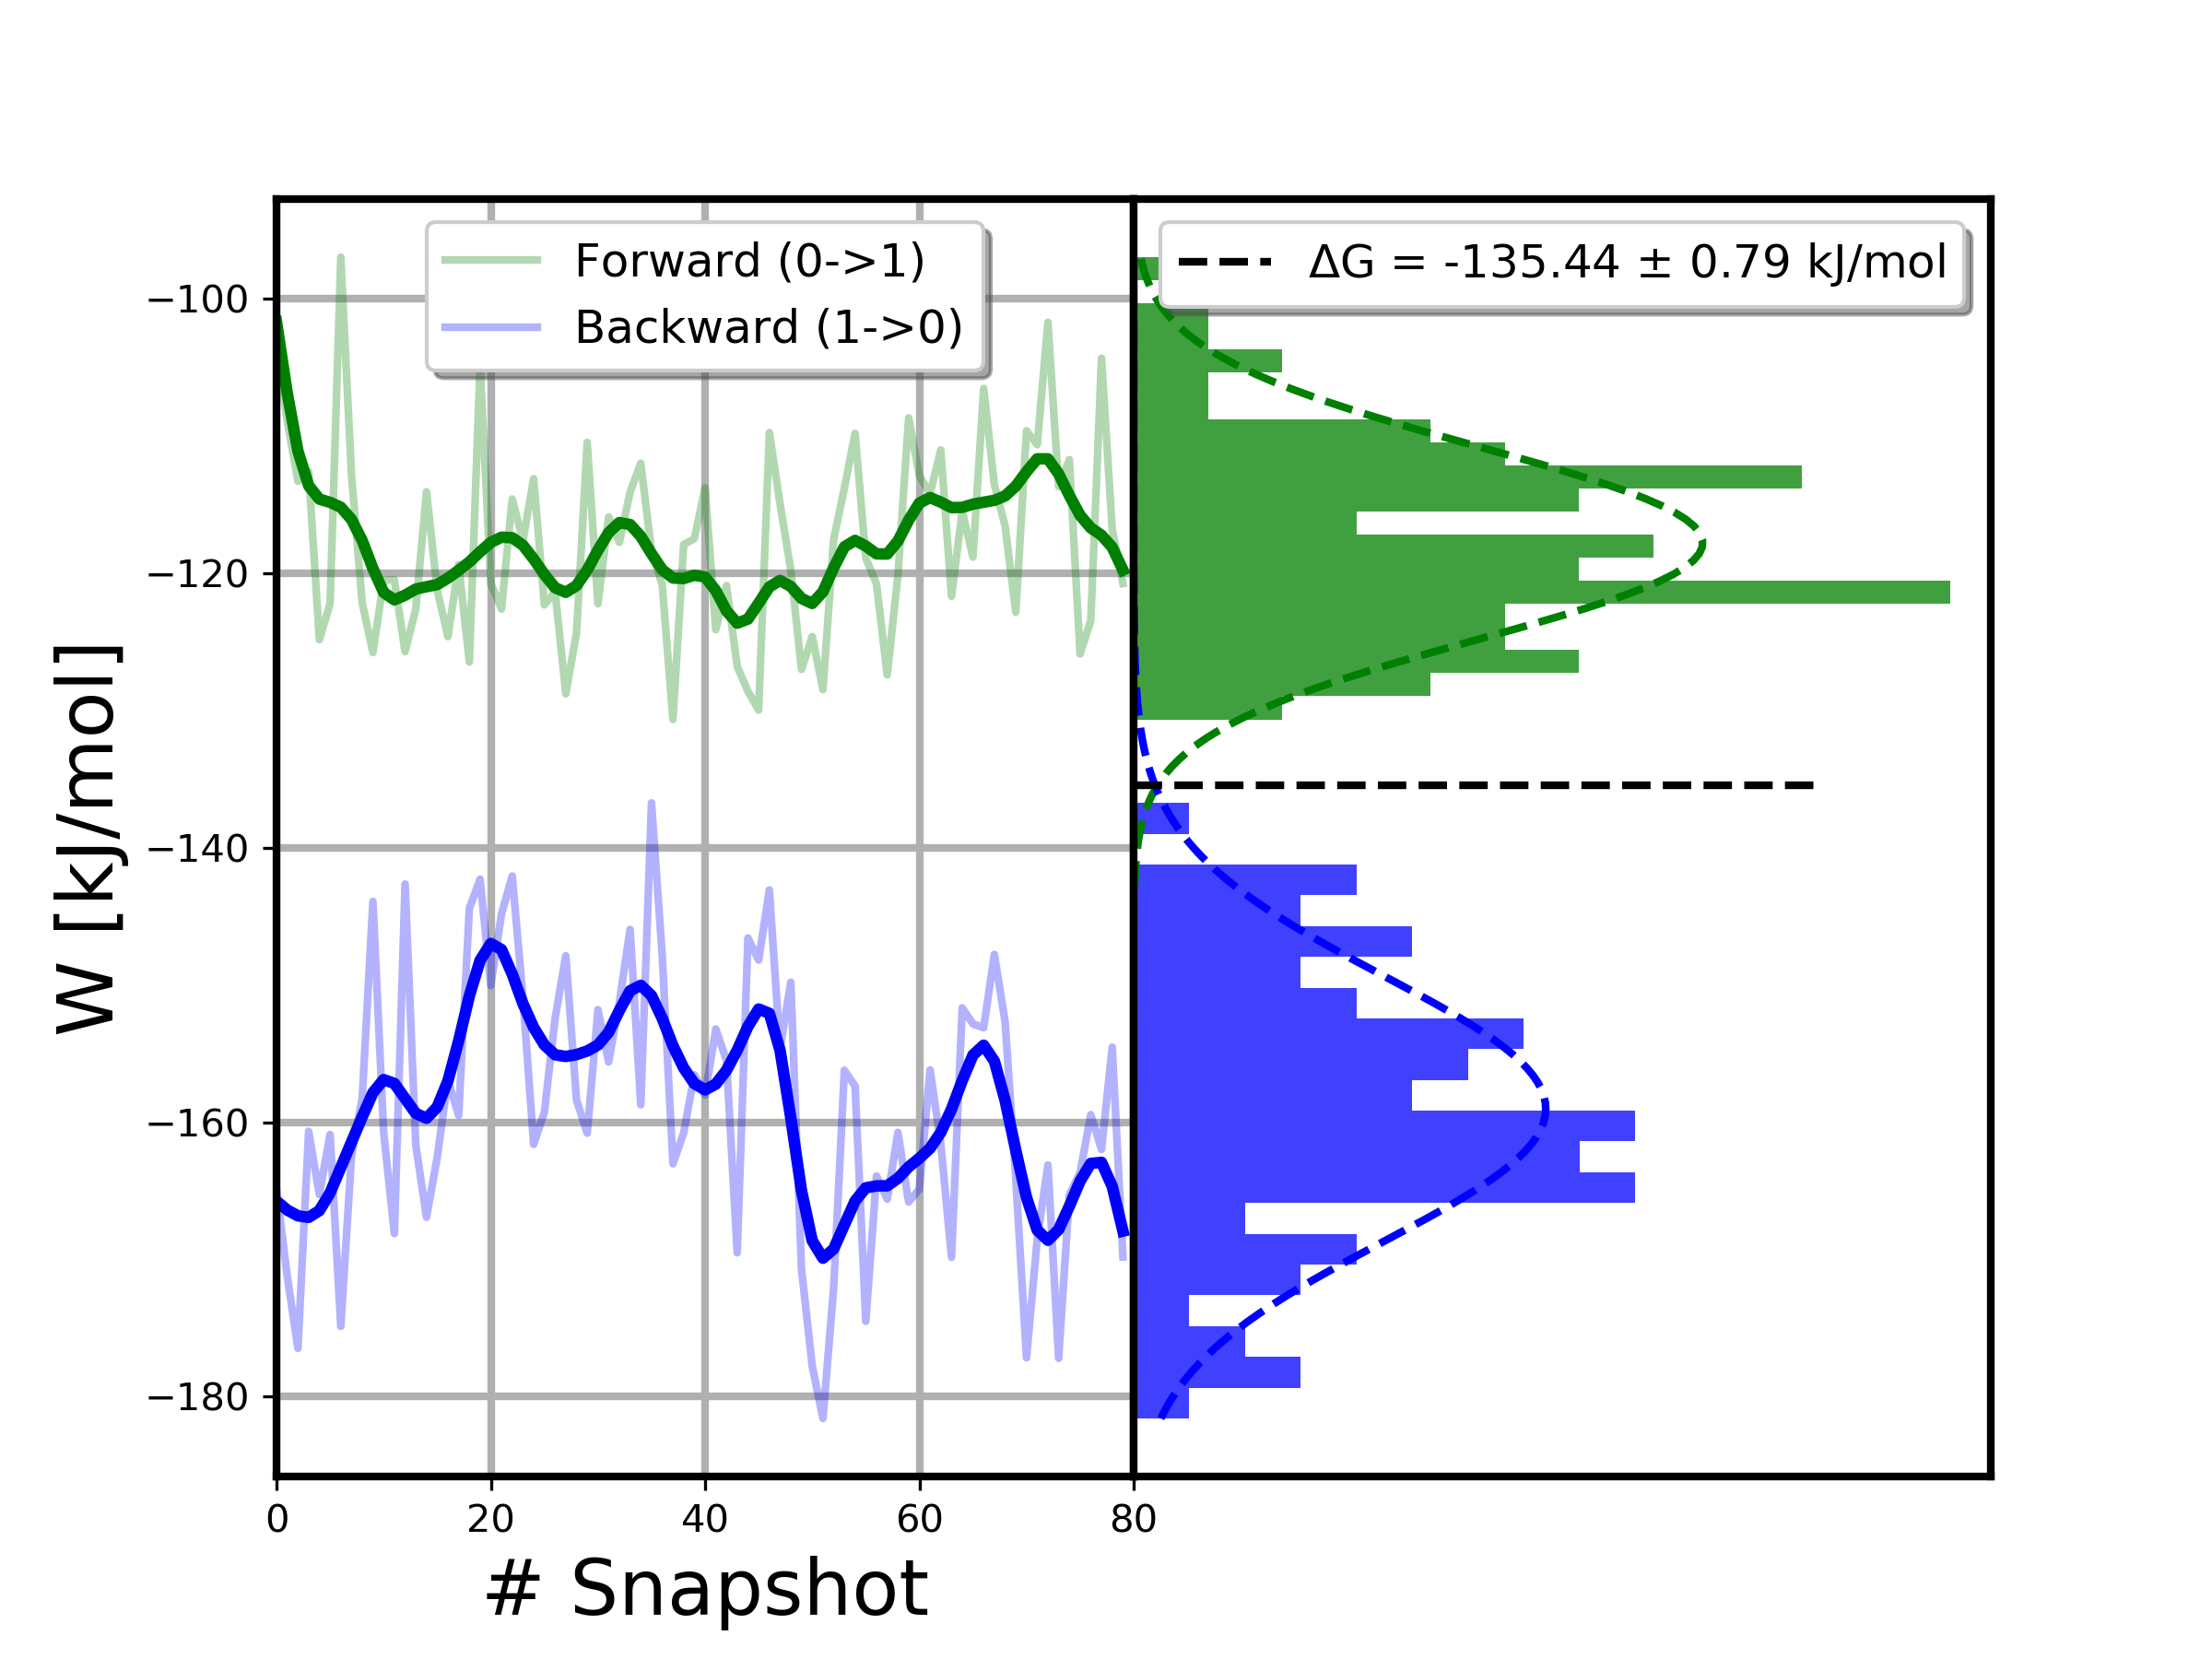 Forward (0->1)
Backward (1->0)
ΔG = -135.44 ± 0.79 kJ/mol
W [kJ/mol]
−100
−120
−140
−160
−180
0 20 40 60 80
# Snapshot